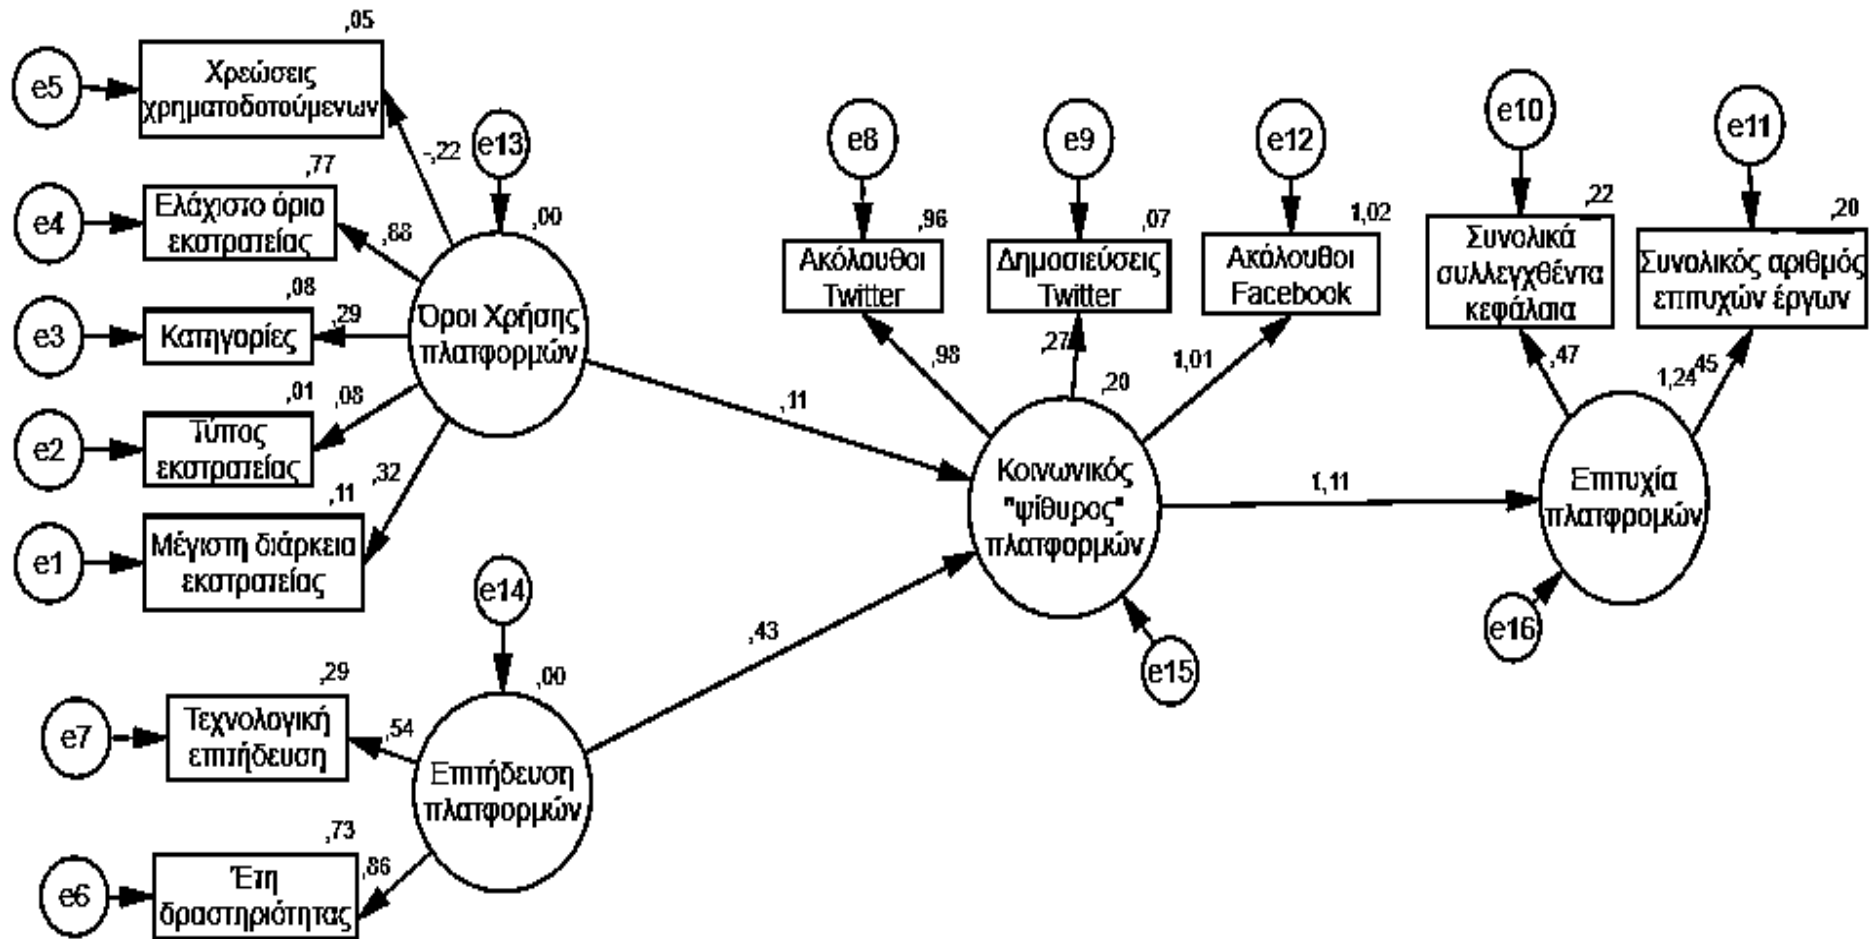 ,05
e5
Χρεώσεις
χρηματοδοτούμενων
-,22
e13
,77
e4
Ελάχιστο όριο
εκστρατείας
,88
,00
,08
e3
Κατηγορίες
,29
Όροι Χρήσης
πλατφορμών
,01
e2
Τύπος
εκστρατείας
,08
,11
e1
Μέγιστη διάρκεια
εκστρατείας
,32
,11
e8
e9
e12
,96
Ακόλουθοι
Twitter
,07
Δημοσιεύσεις
Twitter
1,02
Ακόλουθοι
Facebook
,98
,27
1,01
,20
Κοινωνικός
"ψίθυρος"
πλατφορμών
e15
1,11
e10
e11
,22
Συνολικά
συλλεγχθέντα
κεφάλαια
,20
Συνολικός αριθμός
επιτυχών έργων
,47
1,24
,45
Επιτυχία
πλατφρομών
e16
e14
,43
,29
e7
Τεχνολογική
επιτήδευση
,54
,00
Επιτήδευση
πλατφορμών
,73
e6
Έτη
δραστηριότητας
,86